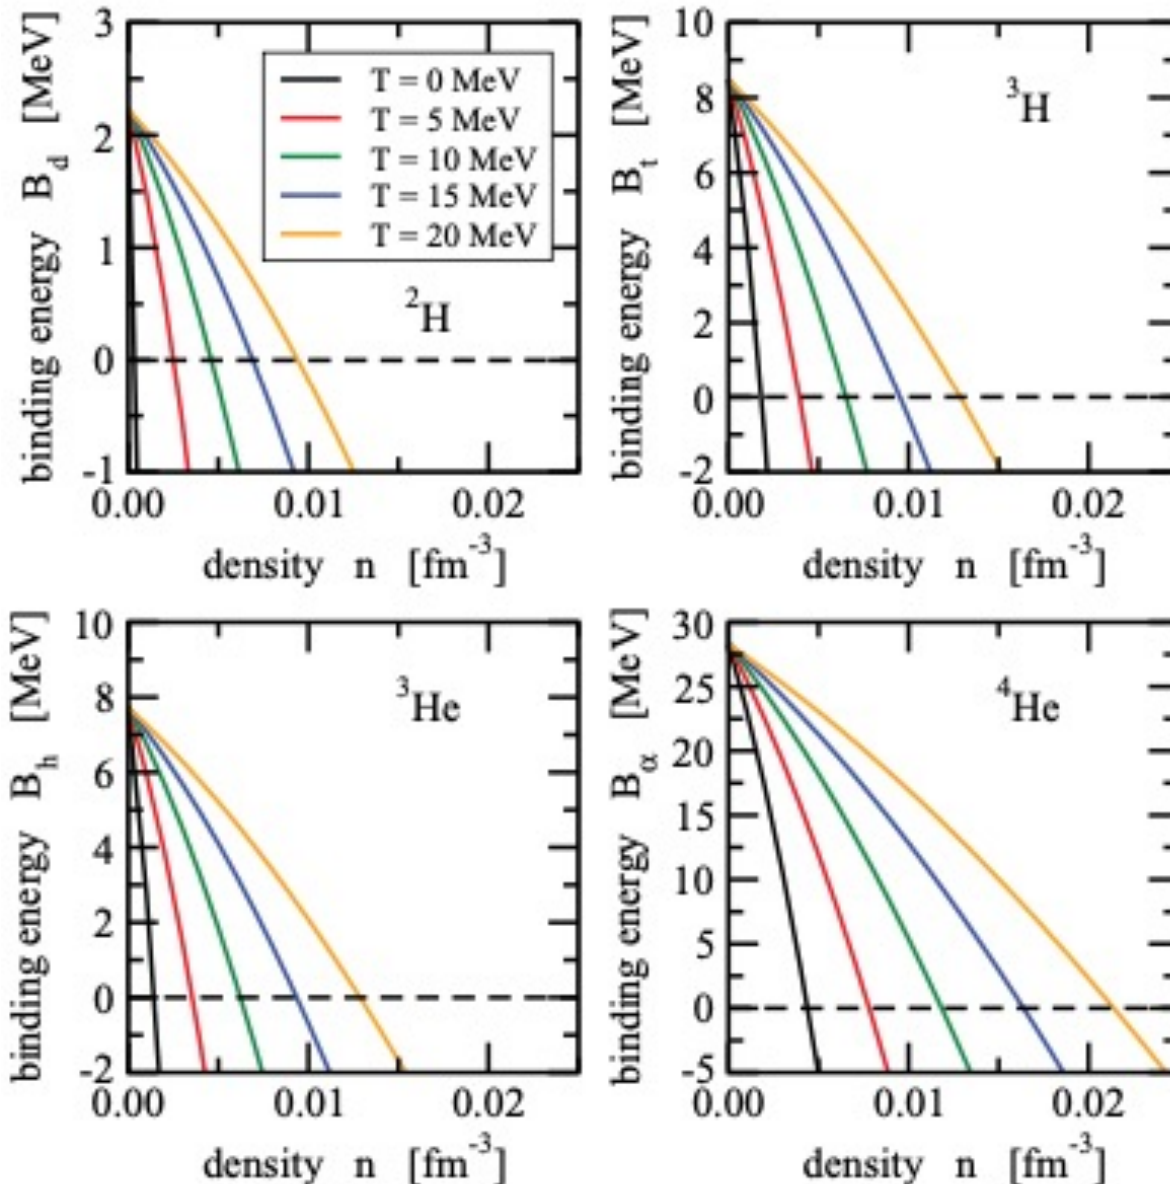 binding energy B_d [MeV]
3
2
1
0
-1
T = 0 MeV
T = 5 MeV
T = 10 MeV
T = 15 MeV
T = 20 MeV
²H
0.00 0.01 0.02
density n [fm⁻³]
binding energy B_t [MeV]
10
8
6
4
2
0
-2
³H
0.00 0.01 0.02
density n [fm⁻³]
binding energy B_h [MeV]
10
8
6
4
2
0
-2
³He
0.00 0.01 0.02
density n [fm⁻³]
binding energy B_α [MeV]
30
25
20
15
10
5
0
-5
⁴He
0.00 0.01 0.02
density n [fm⁻³]